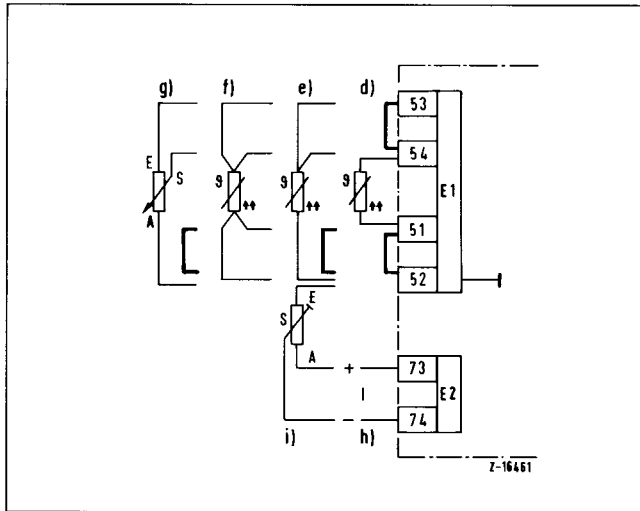 g) f) e) d)
53
E 54
S
ϑ ϑ ϑ E1
A 51
52
E
S
A + 73
I E2
− 74
i) h)
Z-16461